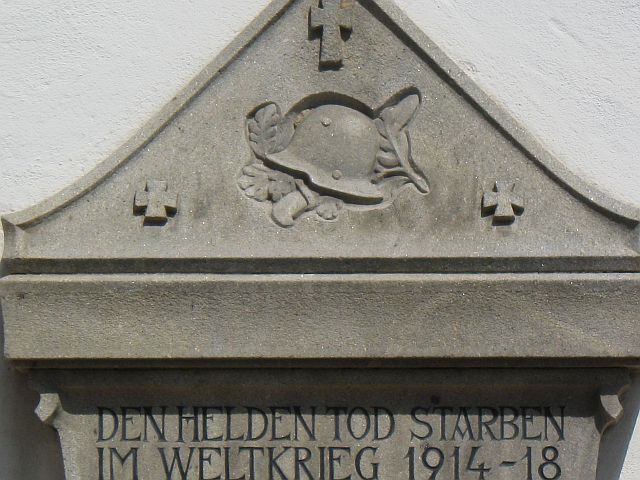 DEN HELDEN TOD STARBEN
IM WELTKRIEG 1914-18